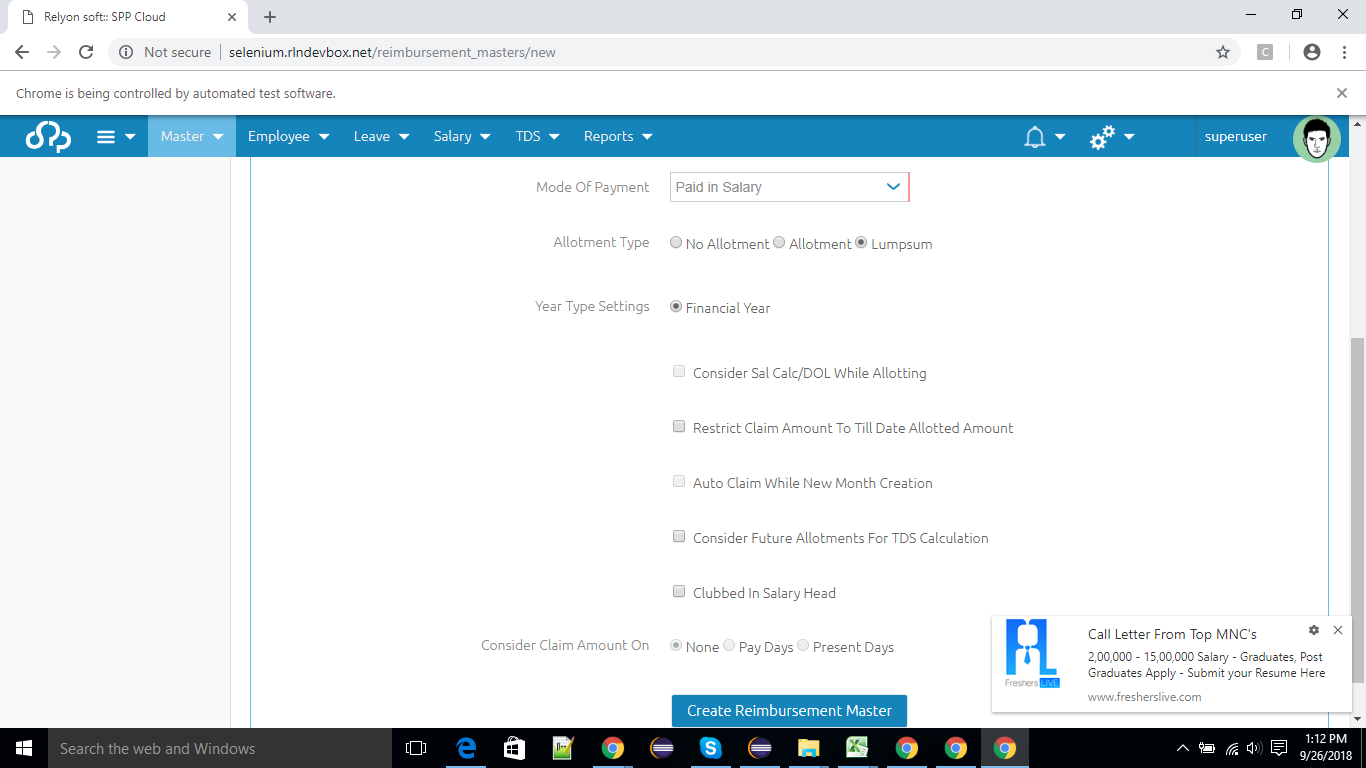 Relyon soft:: SPP Cloud
Not secure
selenium.rlndevbox.net/reimbursement_masters/new
C
Chrome is being controlled by automated test software.
Master Employee Leave Salary TDS Reports superuser
Mode Of Payment Paid in Salary
Allotment Type No Allotment Allotment Lumpsum
Year Type Settings Financial Year
Consider Sal Calc/DOL While Allotting
Restrict Claim Amount To Till Date Allotted Amount
Auto Claim While New Month Creation
Consider Future Allotments For TDS Calculation
Clubbed In Salary Head
Consider Claim Amount On None Pay Days Present Days
Create Reimbursement Master
Call Letter From Top MNC's
2,00,000 - 15,00,000 Salary - Graduates, Post
Graduates Apply - Submit your Resume Here
www.fresherslive.com
Freshers LIVE
Search the web and Windows
1:12 PM
9/26/2018